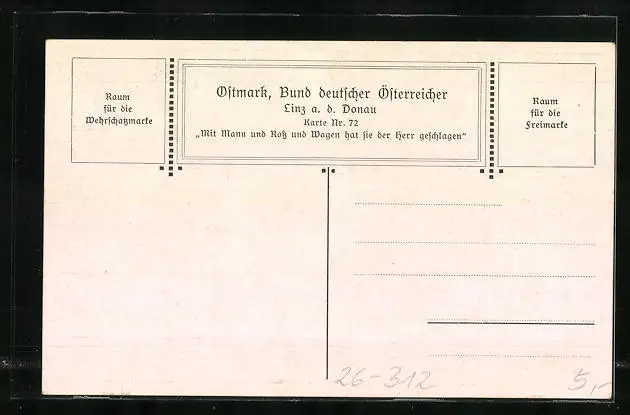 Raum
für die
Wehrschatzmarke
Ostmark, Bund deutscher Österreicher
Linz a. d. Donau
Karte Nr. 72
„Mit Mann und Roß und Wagen hat sie der Herr geschlagen“
Raum
für die
Freimarke
26-312
5,-